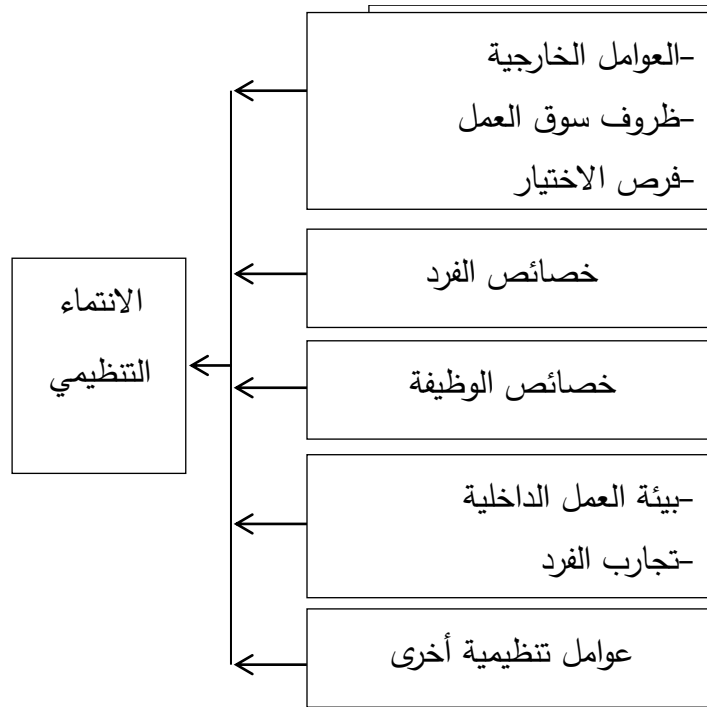 -العوامل الخارجية
-ظروف سوق العمل
-فرص الاختيار
خصائص الفرد
خصائص الوظيفة
-بيئة العمل الداخلية
-تجارب الفرد
عوامل تنظيمية أخرى
الانتماء
التنظيمي